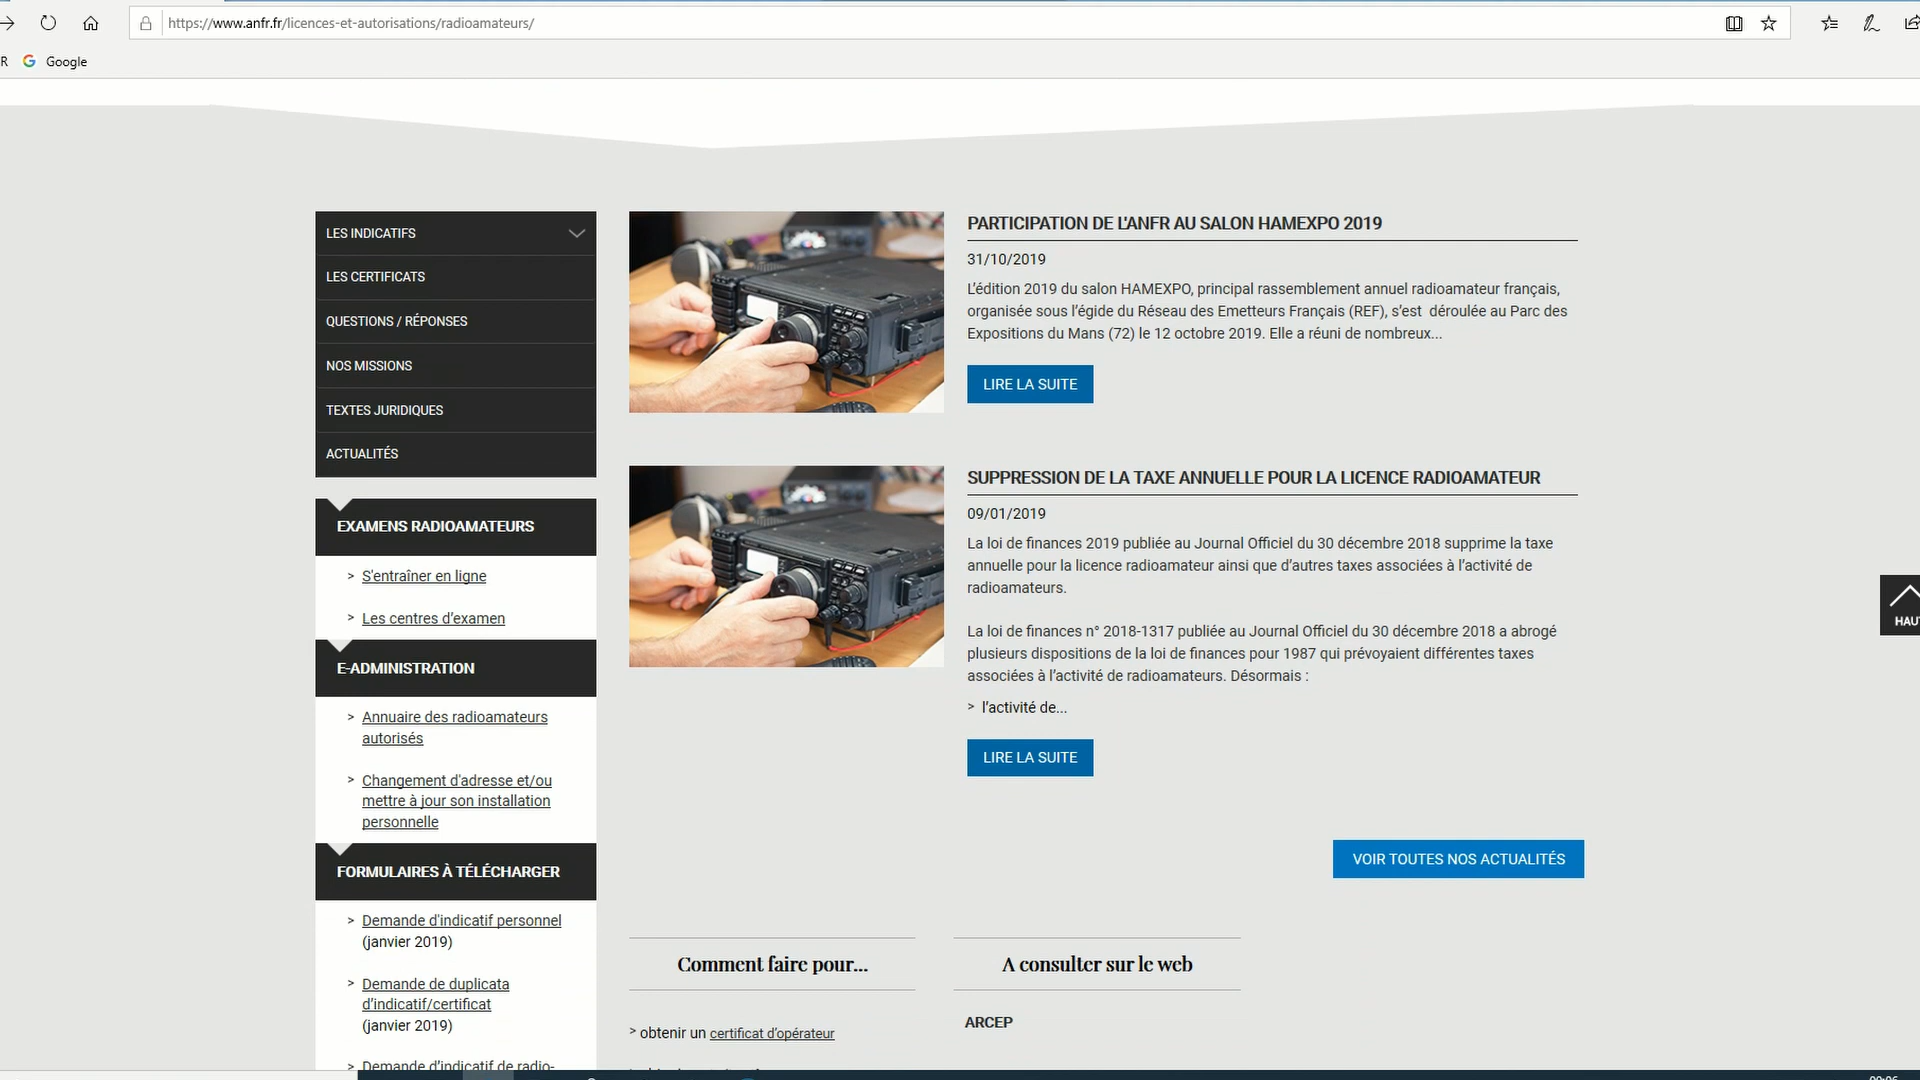 https://www.anfr.fr/licences-et-autorisations/radioamateurs/
R Google
LES INDICATIFS
LES CERTIFICATS
QUESTIONS / RÉPONSES
NOS MISSIONS
TEXTES JURIDIQUES
ACTUALITÉS
EXAMENS RADIOAMATEURS
> S'entraîner en ligne
> Les centres d’examen
E-ADMINISTRATION
> Annuaire des radioamateurs
autorisés
> Changement d'adresse et/ou
mettre à jour son installation
personnelle
FORMULAIRES À TÉLÉCHARGER
> Demande d'indicatif personnel
(janvier 2019)
> Demande de duplicata
d’indicatif/certificat
(janvier 2019)
> Demande d’indicatif de radio-
PARTICIPATION DE L'ANFR AU SALON HAMEXPO 2019
31/10/2019
L’édition 2019 du salon HAMEXPO, principal rassemblement annuel radioamateur français,
organisée sous l’égide du Réseau des Emetteurs Français (REF), s’est déroulée au Parc des
Expositions du Mans (72) le 12 octobre 2019. Elle a réuni de nombreux...
LIRE LA SUITE
SUPPRESSION DE LA TAXE ANNUELLE POUR LA LICENCE RADIOAMATEUR
09/01/2019
La loi de finances 2019 publiée au Journal Officiel du 30 décembre 2018 supprime la taxe
annuelle pour la licence radioamateur ainsi que d’autres taxes associées à l’activité de
radioamateurs.
La loi de finances n° 2018-1317 publiée au Journal Officiel du 30 décembre 2018 a abrogé
plusieurs dispositions de la loi de finances pour 1987 qui prévoyaient différentes taxes
associées à l’activité de radioamateurs. Désormais :
> l’activité de...
LIRE LA SUITE
VOIR TOUTES NOS ACTUALITÉS
Comment faire pour...
> obtenir un certificat d’opérateur
A consulter sur le web
ARCEP
HAU